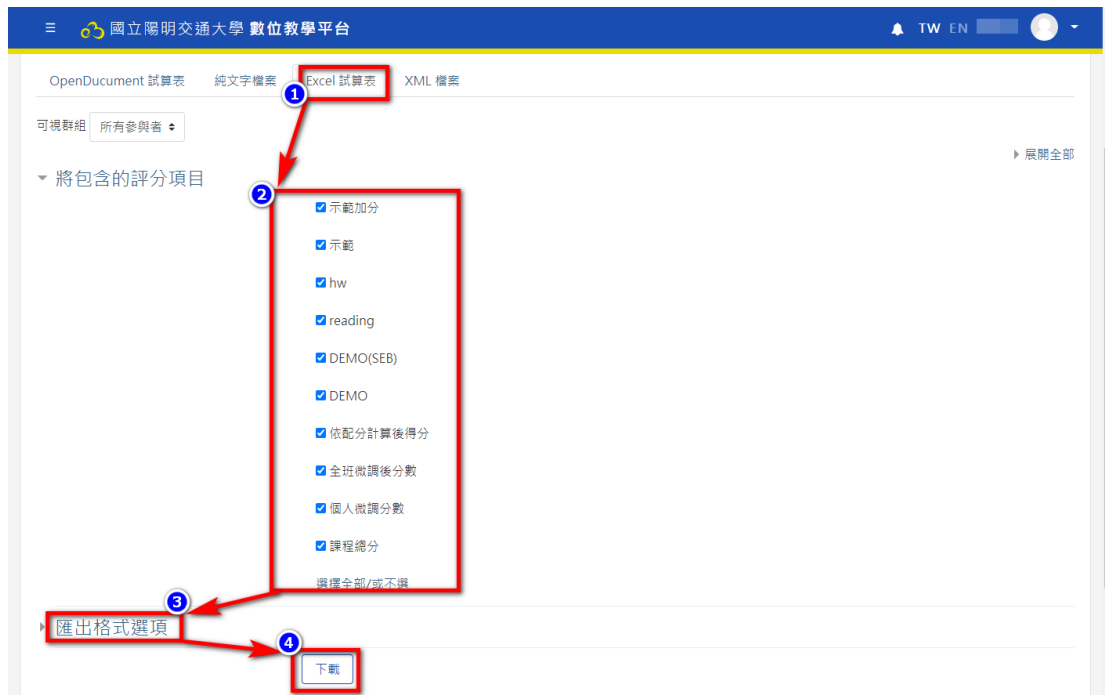 國立陽明交通大學 數位教學平台 TW EN
OpenDucument 試算表 純文字檔案 Excel 試算表 XML 檔案
1
可視群組 所有參與者
展開全部
將包含的評分項目
2
示範加分
示範
hw
reading
DEMO(SEB)
DEMO
依配分計算後得分
全班微調後分數
個人微調分數
課程總分
選擇全部/或不選
3
匯出格式選項
4
下載